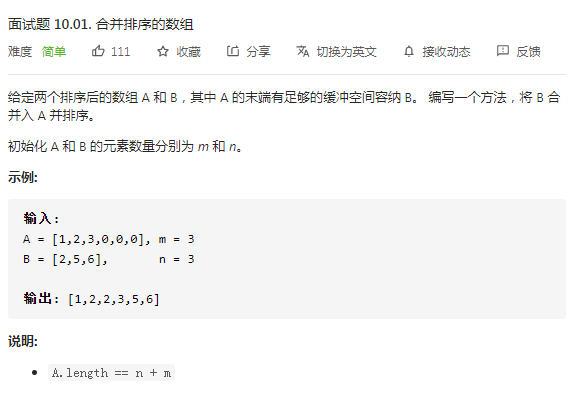 面试题 10.01. 合并排序的数组
难度 简单 111 收藏 分享 切换为英文 接收动态 反馈
给定两个排序后的数组 A 和 B，其中 A 的末端有足够的缓冲空间容纳 B。 编写一个方法，将 B 合
并入 A 并排序。
初始化 A 和 B 的元素数量分别为 m 和 n。
示例:
输入：
A = [1,2,3,0,0,0], m = 3
B = [2,5,6],       n = 3
输出：[1,2,2,3,5,6]
说明:
• A.length == n + m